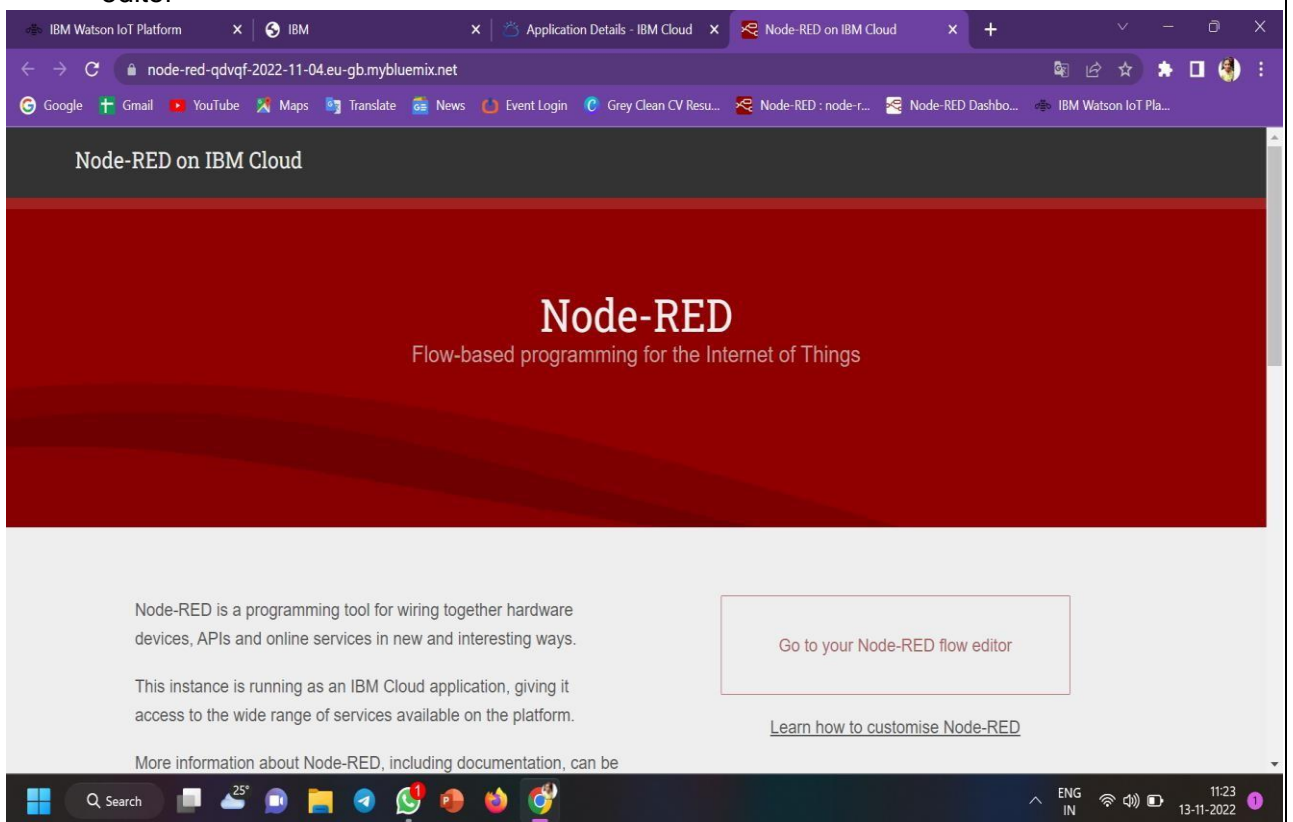 editor
IBM Watson IoT Platform
IBM
Application Details - IBM Cloud
Node-RED on IBM Cloud
node-red-qdvqf-2022-11-04.eu-gb.mybluemix.net
Google Gmail YouTube Maps Translate News Event Login Grey Clean CV Resu... Node-RED : node-r... Node-RED Dashbo... IBM Watson IoT Pla...
Node-RED on IBM Cloud
Node-RED
Flow-based programming for the Internet of Things
Node-RED is a programming tool for wiring together hardware
devices, APIs and online services in new and interesting ways.
This instance is running as an IBM Cloud application, giving it
access to the wide range of services available on the platform.
More information about Node-RED, including documentation, can be
Go to your Node-RED flow editor
Learn how to customise Node-RED
Search
25°
1
ENG
IN
11:23
13-11-2022
1